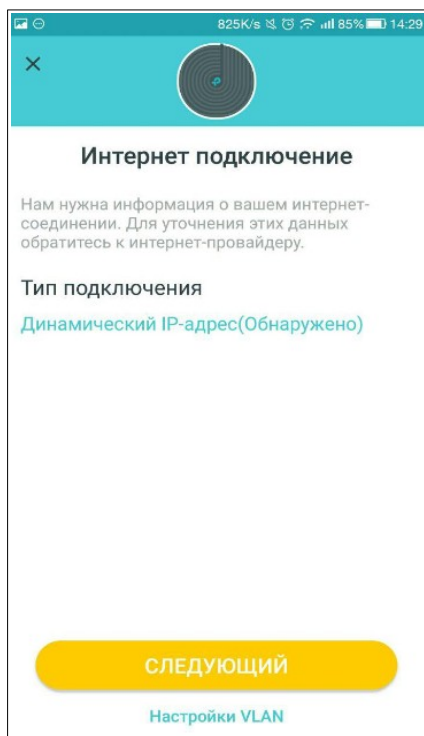 825K/s 85% 14:29
Интернет подключение
Нам нужна информация о вашем интернет-
соединении. Для уточнения этих данных
обратитесь к интернет-провайдеру.
Тип подключения
Динамический IP-адрес(Обнаружено)
СЛЕДУЮЩИЙ
Настройки VLAN